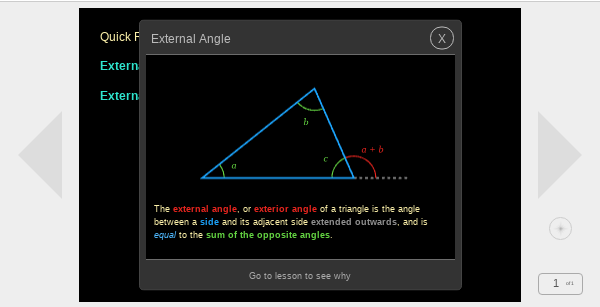 Quick
External Angle
X
Extern
Extern
b
a + b
c
a
The external angle, or exterior angle of a triangle is the angle
between a side and its adjacent side extended outwards, and is
equal to the sum of the opposite angles.
Go to lesson to see why
1 of 1